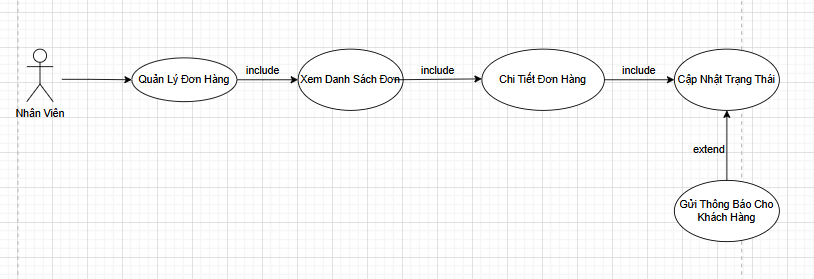 Nhân Viên
Quản Lý Đơn Hàng
include
Xem Danh Sách Đơn
include
Chi Tiết Đơn Hàng
include
Cập Nhật Trạng Thái
extend
Gửi Thông Báo Cho
Khách Hàng